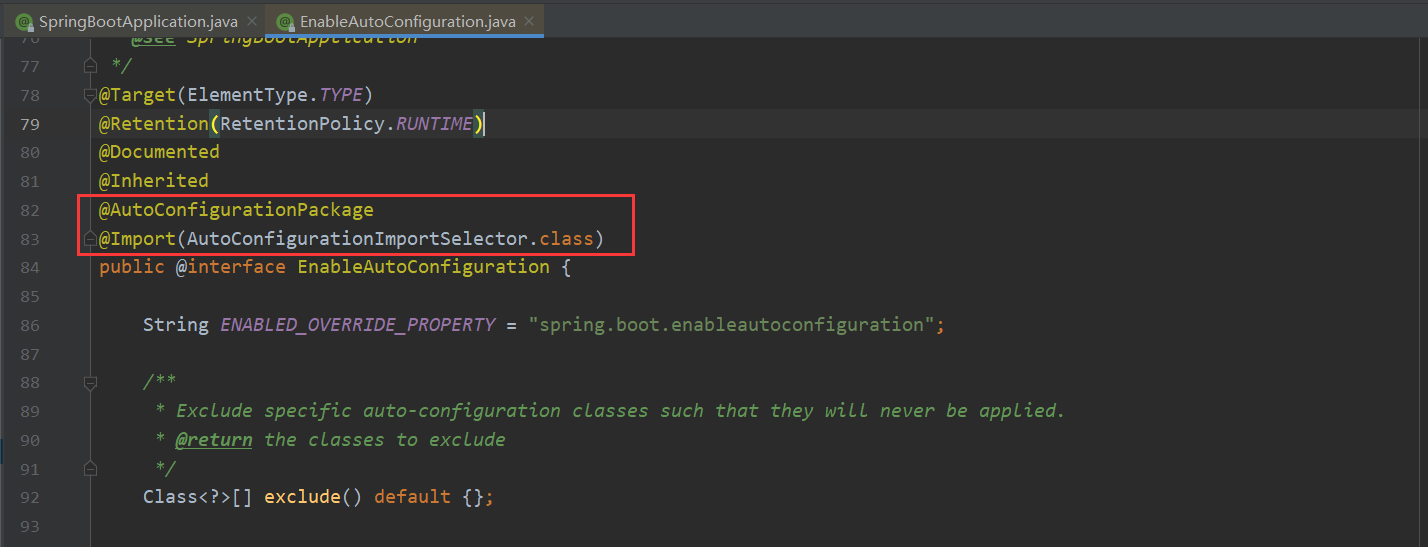 SpringBootApplication.java
EnableAutoConfiguration.java
76 @see SpringBootApplication
77 */
78 @Target(ElementType.TYPE)
79 @Retention(RetentionPolicy.RUNTIME)
80 @Documented
81 @Inherited
82 @AutoConfigurationPackage
83 @Import(AutoConfigurationImportSelector.class)
84 public @interface EnableAutoConfiguration {
85
86 String ENABLED_OVERRIDE_PROPERTY = "spring.boot.enableautoconfiguration";
87
88 /**
89 * Exclude specific auto-configuration classes such that they will never be applied.
90 * @return the classes to exclude
91 */
92 Class<?>[] exclude() default {};
93